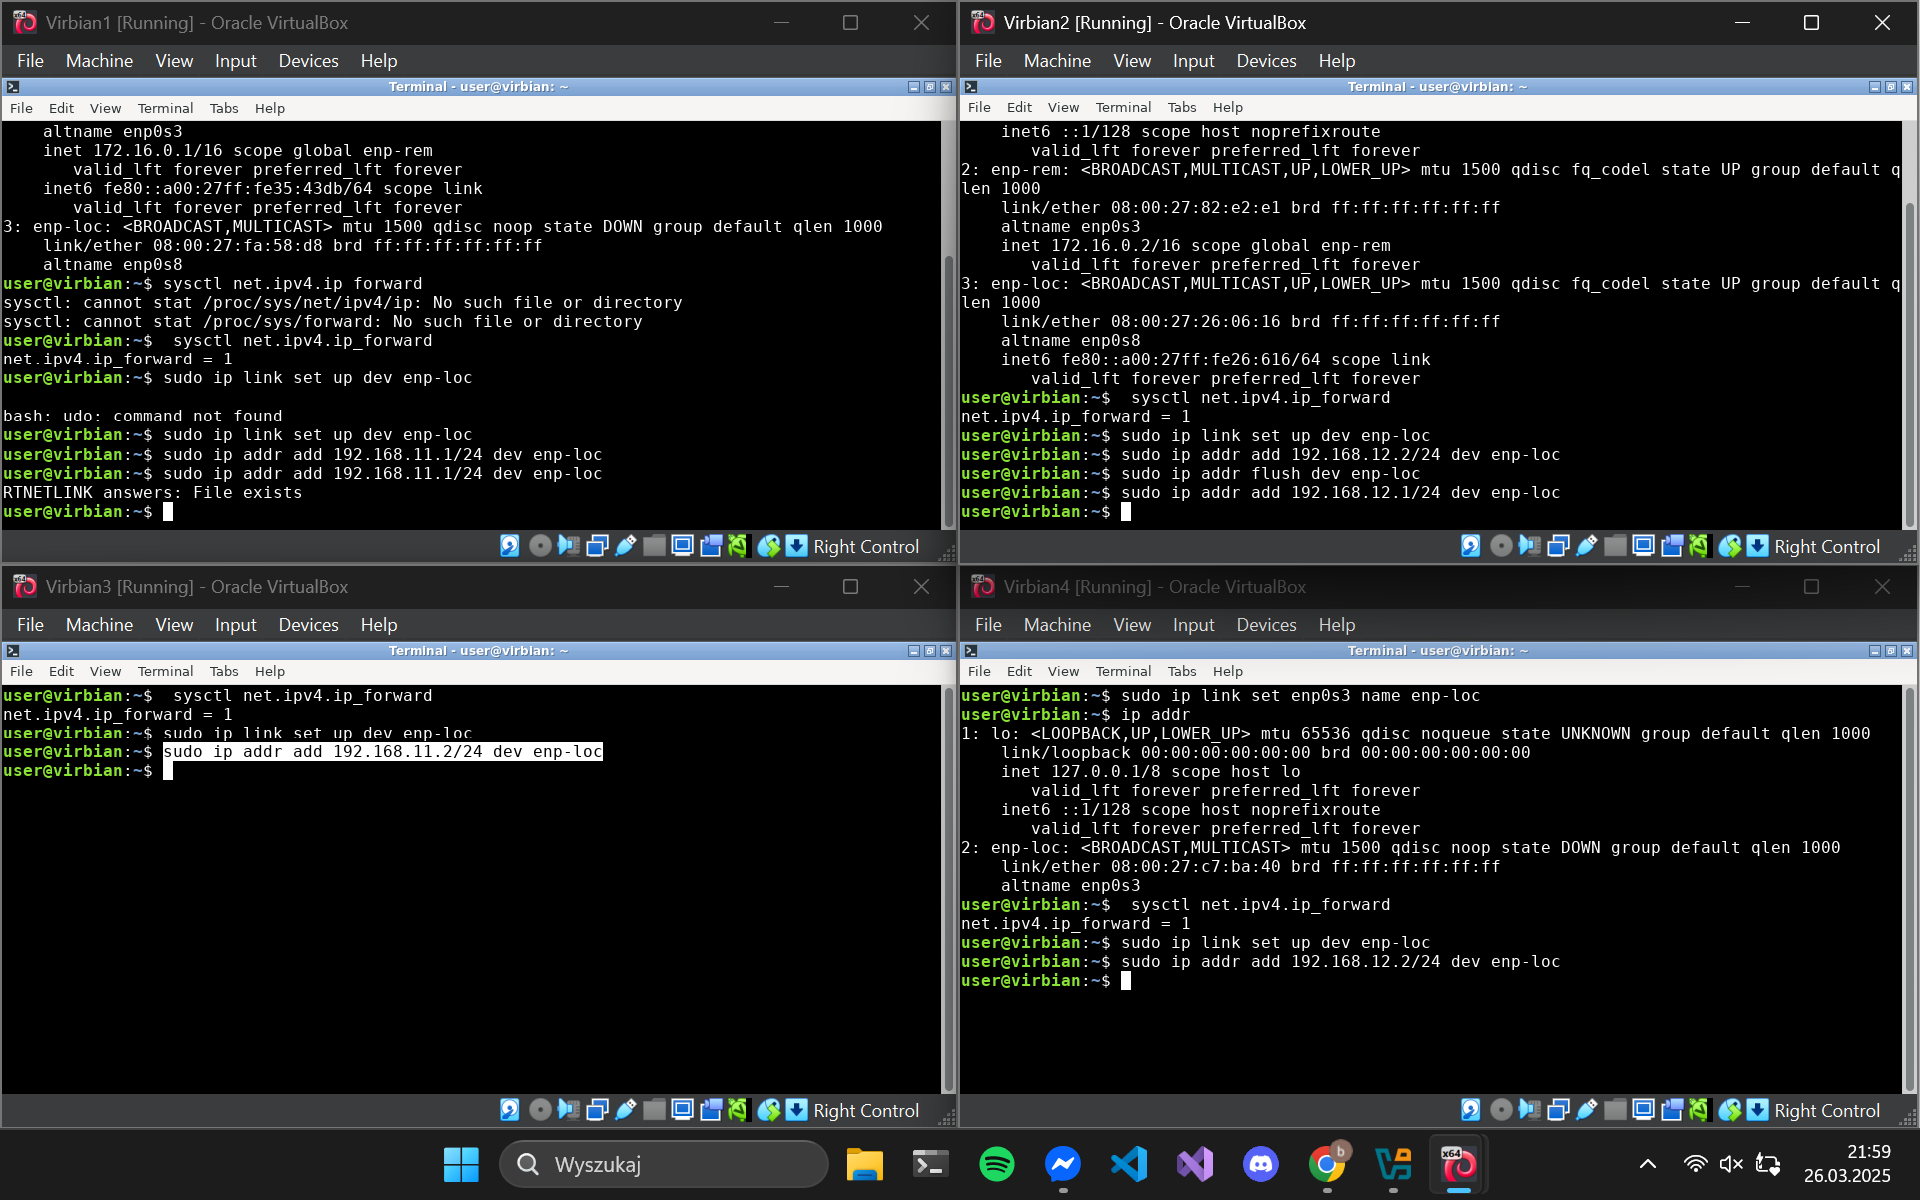 Virbian1 [Running] - Oracle VirtualBox
File Machine View Input Devices Help
Terminal - user@virbian: ~
File Edit View Terminal Tabs Help
    altname enp0s3
    inet 172.16.0.1/16 scope global enp-rem
       valid_lft forever preferred_lft forever
    inet6 fe80::a00:27ff:fe35:43db/64 scope link
       valid_lft forever preferred_lft forever
3: enp-loc: <BROADCAST,MULTICAST> mtu 1500 qdisc noop state DOWN group default qlen 1000
    link/ether 08:00:27:fa:58:d8 brd ff:ff:ff:ff:ff:ff
    altname enp0s8
user@virbian:~$ sysctl net.ipv4.ip forward
sysctl: cannot stat /proc/sys/net/ipv4/ip: No such file or directory
sysctl: cannot stat /proc/sys/forward: No such file or directory
user@virbian:~$  sysctl net.ipv4.ip_forward
net.ipv4.ip_forward = 1
user@virbian:~$ sudo ip link set up dev enp-loc
bash: udo: command not found
user@virbian:~$ sudo ip link set up dev enp-loc
user@virbian:~$ sudo ip addr add 192.168.11.1/24 dev enp-loc
user@virbian:~$ sudo ip addr add 192.168.11.1/24 dev enp-loc
RTNETLINK answers: File exists
user@virbian:~$
Right Control
Virbian2 [Running] - Oracle VirtualBox
File Machine View Input Devices Help
Terminal - user@virbian: ~
File Edit View Terminal Tabs Help
    inet6 ::1/128 scope host noprefixroute
       valid_lft forever preferred_lft forever
2: enp-rem: <BROADCAST,MULTICAST,UP,LOWER_UP> mtu 1500 qdisc fq_codel state UP group default q
len 1000
    link/ether 08:00:27:82:e2:e1 brd ff:ff:ff:ff:ff:ff
    altname enp0s3
    inet 172.16.0.2/16 scope global enp-rem
       valid_lft forever preferred_lft forever
3: enp-loc: <BROADCAST,MULTICAST,UP,LOWER_UP> mtu 1500 qdisc fq_codel state UP group default q
len 1000
    link/ether 08:00:27:26:06:16 brd ff:ff:ff:ff:ff:ff
    altname enp0s8
    inet6 fe80::a00:27ff:fe26:616/64 scope link
       valid_lft forever preferred_lft forever
user@virbian:~$  sysctl net.ipv4.ip_forward
net.ipv4.ip_forward = 1
user@virbian:~$ sudo ip link set up dev enp-loc
user@virbian:~$ sudo ip addr add 192.168.12.2/24 dev enp-loc
user@virbian:~$ sudo ip addr flush dev enp-loc
user@virbian:~$ sudo ip addr add 192.168.12.1/24 dev enp-loc
user@virbian:~$
Right Control
Virbian3 [Running] - Oracle VirtualBox
File Machine View Input Devices Help
Terminal - user@virbian: ~
File Edit View Terminal Tabs Help
user@virbian:~$  sysctl net.ipv4.ip_forward
net.ipv4.ip_forward = 1
user@virbian:~$ sudo ip link set up dev enp-loc
user@virbian:~$ sudo ip addr add 192.168.11.2/24 dev enp-loc
user@virbian:~$
Right Control
Virbian4 [Running] - Oracle VirtualBox
File Machine View Input Devices Help
Terminal - user@virbian: ~
File Edit View Terminal Tabs Help
user@virbian:~$ sudo ip link set enp0s3 name enp-loc
user@virbian:~$ ip addr
1: lo: <LOOPBACK,UP,LOWER_UP> mtu 65536 qdisc noqueue state UNKNOWN group default qlen 1000
    link/loopback 00:00:00:00:00:00 brd 00:00:00:00:00:00
    inet 127.0.0.1/8 scope host lo
       valid_lft forever preferred_lft forever
    inet6 ::1/128 scope host noprefixroute
       valid_lft forever preferred_lft forever
2: enp-loc: <BROADCAST,MULTICAST> mtu 1500 qdisc noop state DOWN group default qlen 1000
    link/ether 08:00:27:c7:ba:40 brd ff:ff:ff:ff:ff:ff
    altname enp0s3
user@virbian:~$  sysctl net.ipv4.ip_forward
net.ipv4.ip_forward = 1
user@virbian:~$ sudo ip link set up dev enp-loc
user@virbian:~$ sudo ip addr add 192.168.12.2/24 dev enp-loc
user@virbian:~$
Right Control
Wyszukaj
b
x64
21:59
26.03.2025